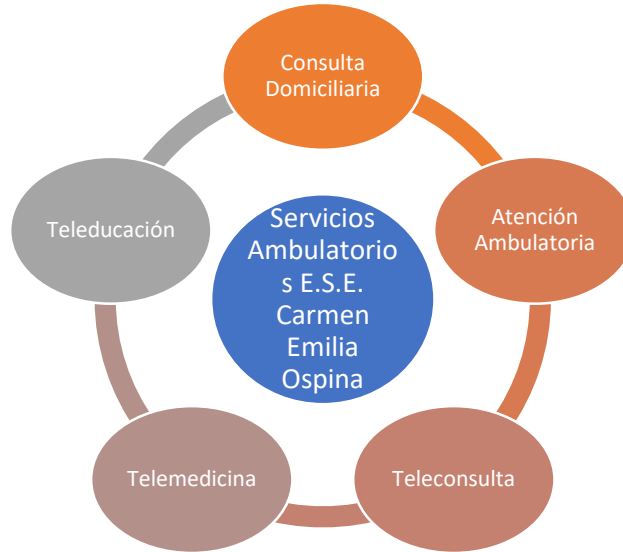 Consulta
Domiciliaria
Atención
Ambulatoria
Teleconsulta
Telemedicina
Teleducación
Servicios
Ambulatorio
s E.S.E.
Carmen
Emilia
Ospina